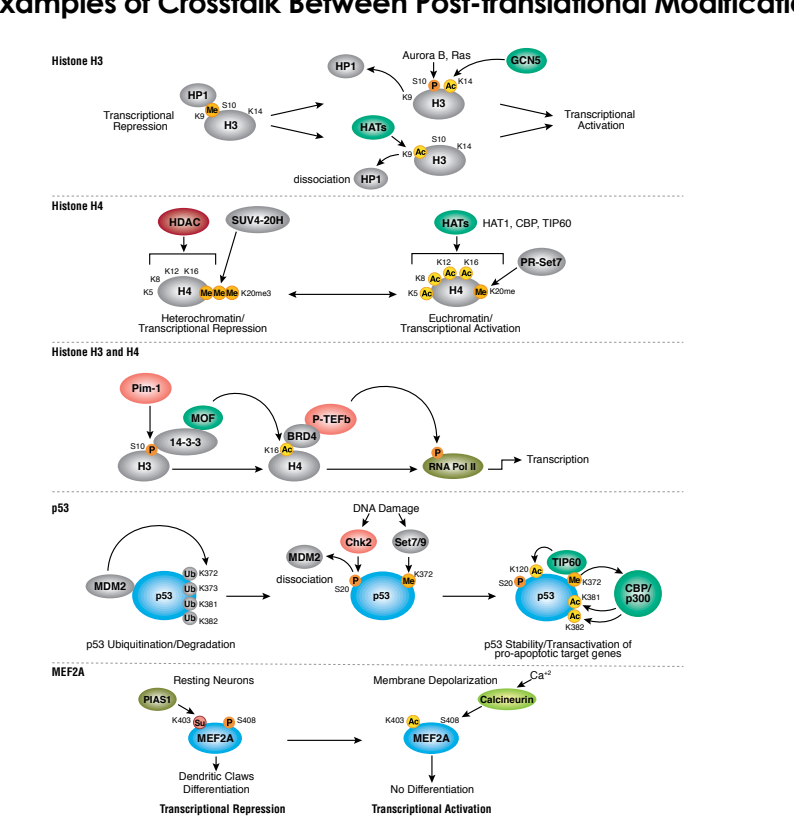 xamples of Crosstalk Between Post-translational Modificatio
Histone H3
HP1
Me
K9
S10
K14
H3
Transcriptional
Repression
HP1
Aurora B, Ras
GCN5
S10
P
Ac
K14
K9
H3
HATs
S10
K9
Ac
K14
H3
dissociation
HP1
Transcriptional
Activation
Histone H4
HDAC
SUV4-20H
K12 K16
K8
K5
H4
Me Me Me
K20me3
Heterochromatin/
Transcriptional Repression
HATs
HAT1, CBP, TIP60
PR-Set7
K12
K16
K8
Ac
Ac
Ac
K5
Ac
H4
Me
K20me
Euchromatin/
Transcriptional Activation
Histone H3 and H4
Pim-1
MOF
14-3-3
S10
P
H3
P-TEFb
BRD4
K16
Ac
H4
P
RNA Pol II
Transcription
p53
MDM2
p53
Ub K372
Ub K373
Ub K381
Ub K382
p53 Ubiquitination/Degradation
DNA Damage
Chk2
Set7/9
MDM2
dissociation
P
S20
Me
K372
p53
TIP60
K120
Ac
S20
P
Me
K372
p53
Ac
K381
Ac
K382
CBP/
p300
p53 Stability/Transactivation of
pro-apoptotic target genes
MEF2A
Resting Neurons
PIAS1
K403
Su
P
S408
MEF2A
Dendritic Claws
Differentiation
Transcriptional Repression
Membrane Depolarization
Ca+2
Calcineurin
K403
Ac
S408
MEF2A
No Differentiation
Transcriptional Activation